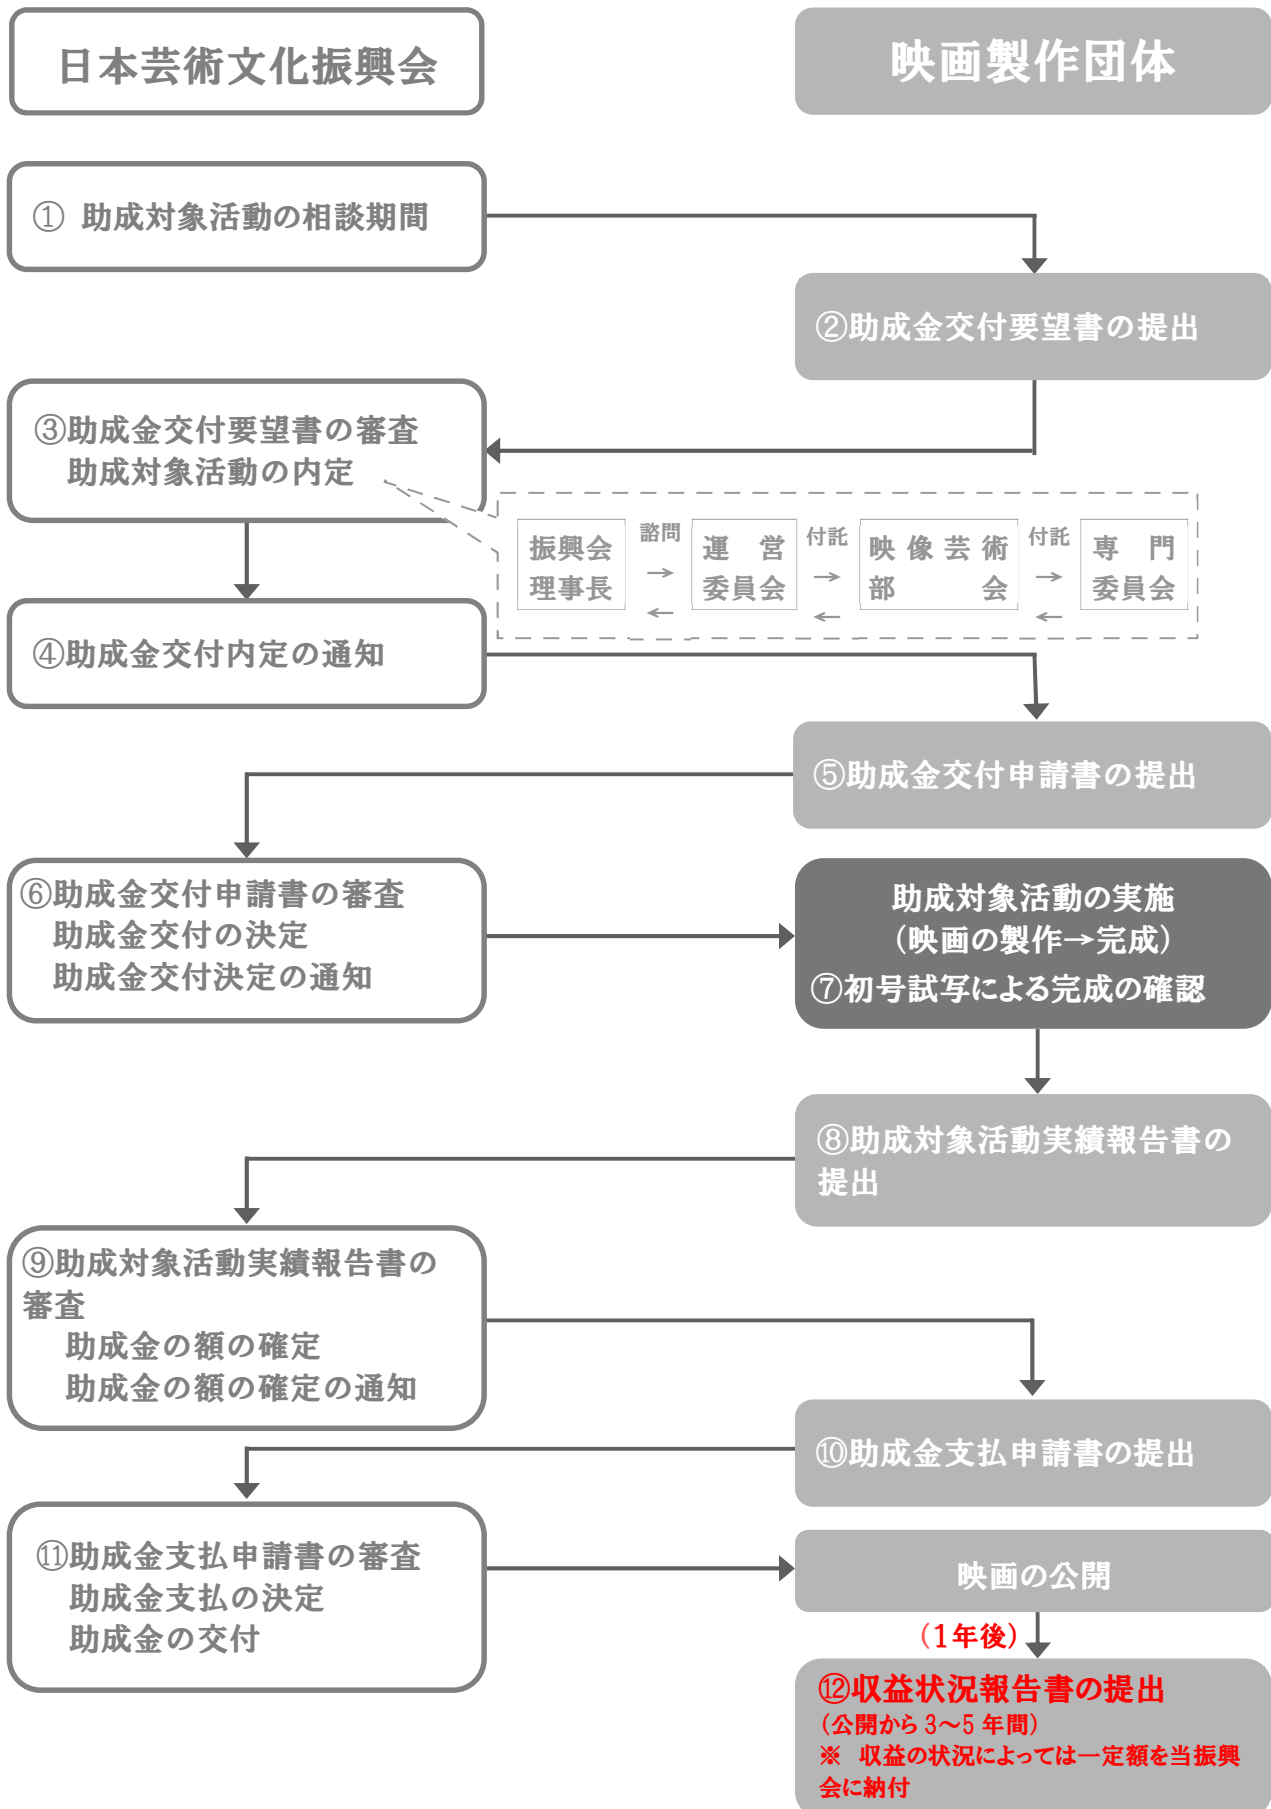 日本芸術文化振興会
映画製作団体
① 助成対象活動の相談期間
②助成金交付要望書の提出
③助成金交付要望書の審査
助成対象活動の内定
振興会
理事長
諮問
→
←
運営
委員会
付託
→
←
映像芸術
部会
付託
→
←
専門
委員会
④助成金交付内定の通知
⑤助成金交付申請書の提出
⑥助成金交付申請書の審査
助成金交付の決定
助成金交付決定の通知
助成対象活動の実施
（映画の製作→完成）
⑦初号試写による完成の確認
⑧助成対象活動実績報告書の
提出
⑨助成対象活動実績報告書の
審査
助成金の額の確定
助成金の額の確定の通知
⑩助成金支払申請書の提出
⑪助成金支払申請書の審査
助成金支払の決定
助成金の交付
映画の公開
（1年後）
⑫収益状況報告書の提出
（公開から3～5年間）
※ 収益の状況によっては一定額を当振興
会に納付